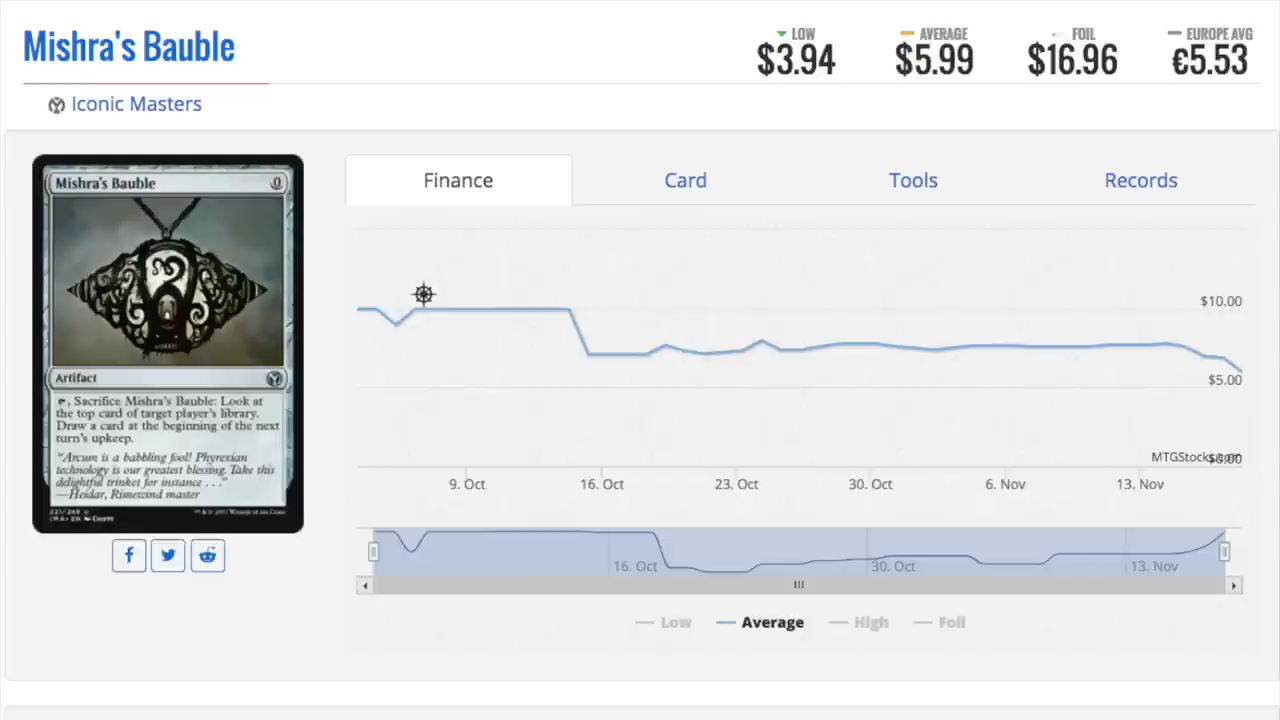 Mishra's Bauble
LOW
$3.94
AVERAGE
$5.99
FOIL
$16.96
EUROPE AVG
€5.53
Iconic Masters
Mishra's Bauble 0
Artifact
, Sacrifice Mishra's Bauble: Look at
the top card of target player's library.
Draw a card at the beginning of the next
turn's upkeep.
"Arcum is a babbling fool! Phyrexian
technology is our greatest blessing. Take this
delightful trinket for instance . . ."
—Heidar, Rimewind master
Finance
Card
Tools
Records
$10.00
$5.00
$0.00
MTGStocks.com
9. Oct
16. Oct
23. Oct
30. Oct
6. Nov
13. Nov
16. Oct
30. Oct
13. Nov
Low
Average
High
Foil